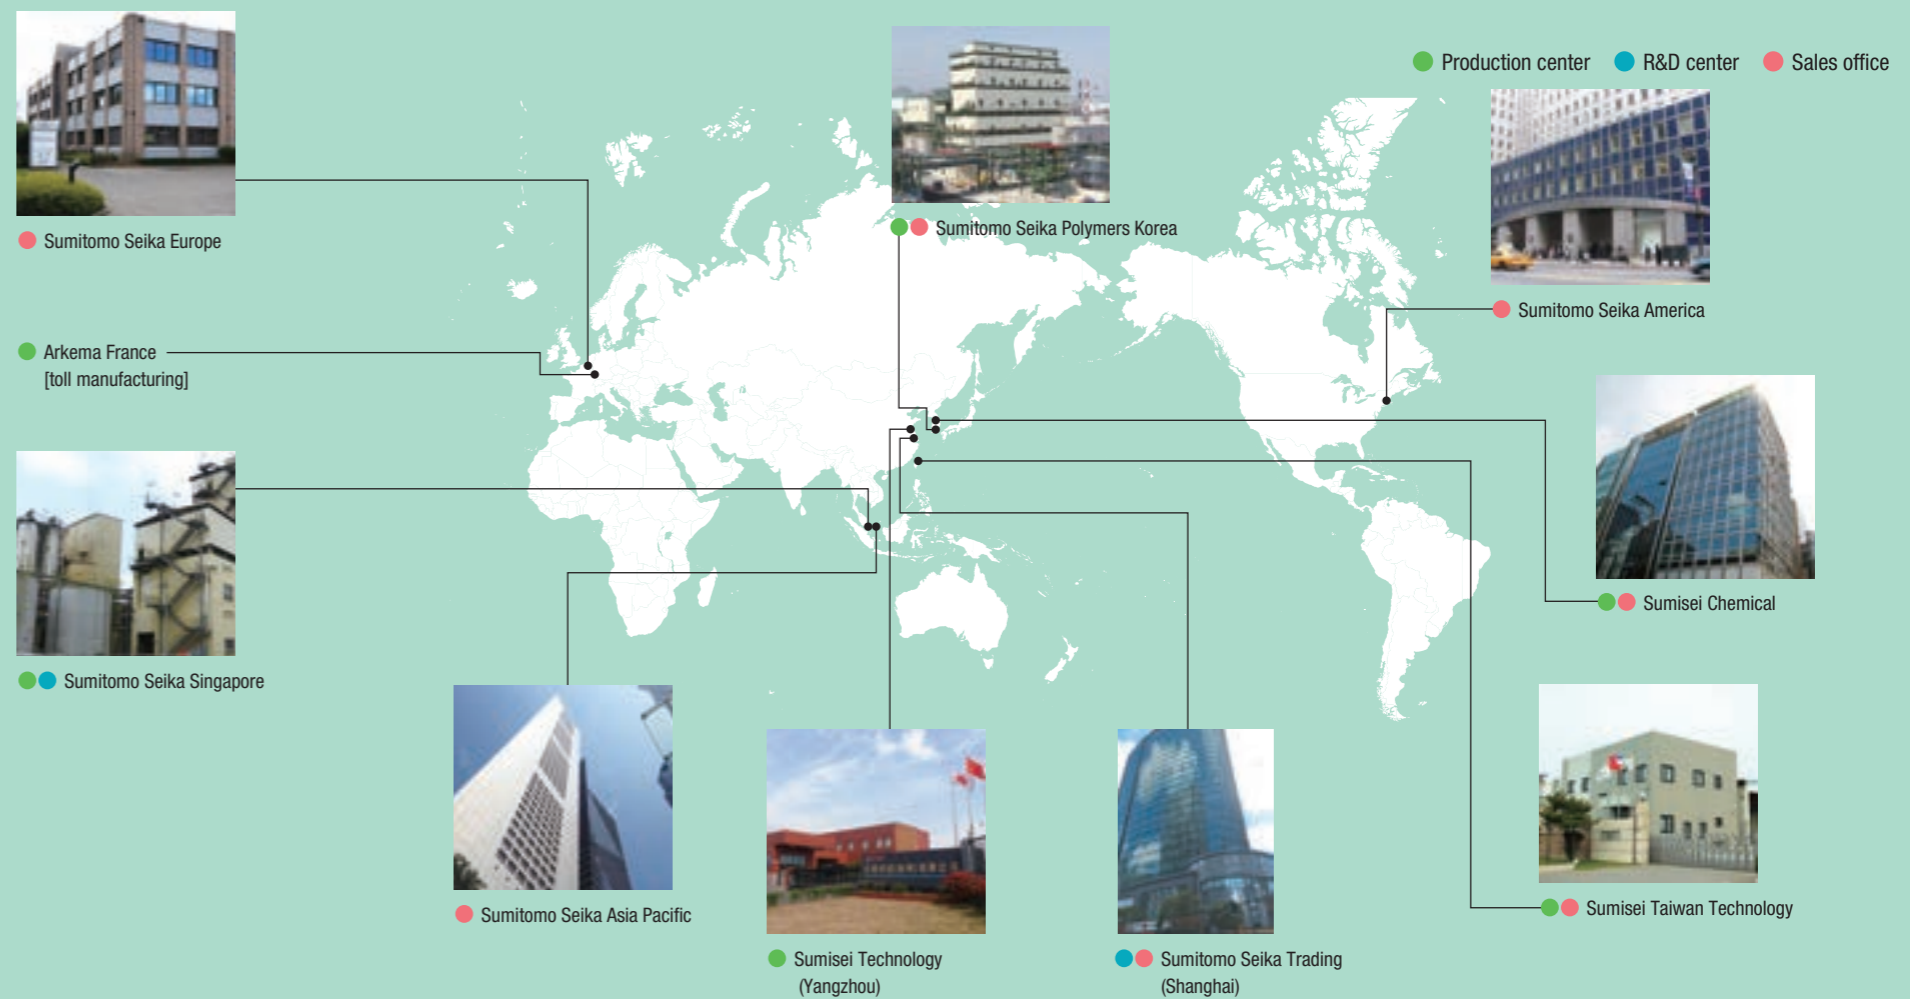 Production center
R&D center
Sales office
Sumitomo Seika Europe
Sumitomo Seika Polymers Korea
Sumitomo Seika America
Arkema France
[toll manufacturing]
Sumisei Chemical
Sumitomo Seika Singapore
Sumitomo Seika Asia Pacific
Sumisei Technology
(Yangzhou)
Sumitomo Seika Trading
(Shanghai)
Sumisei Taiwan Technology